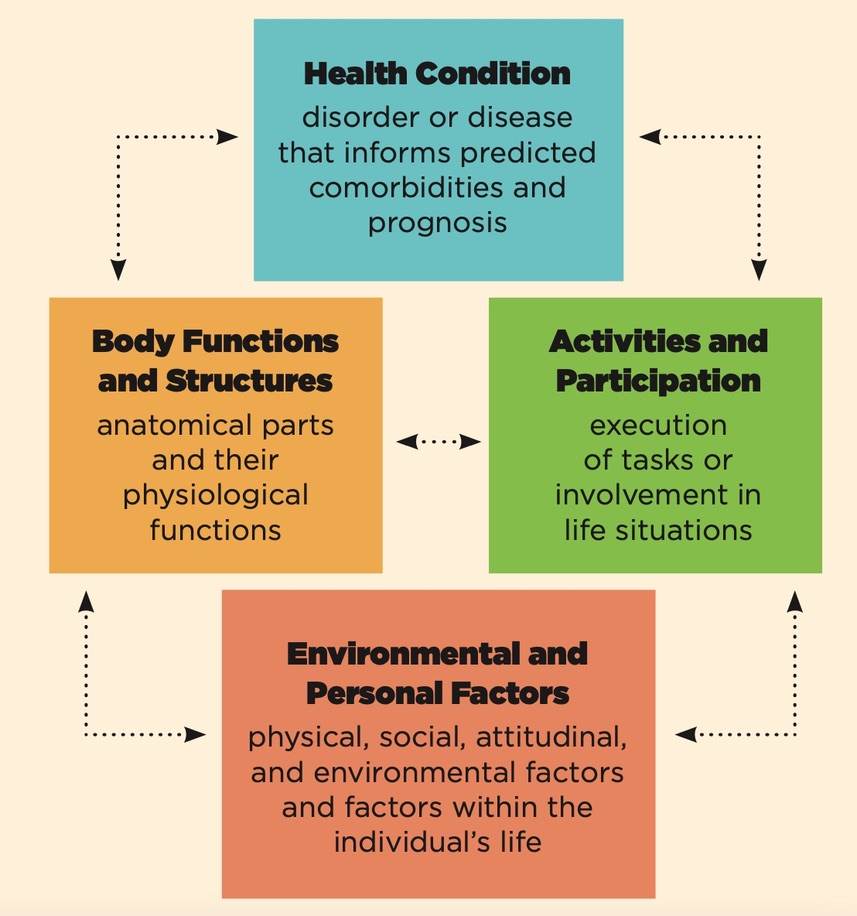 Health Condition
disorder or disease
that informs predicted
comorbidities and
prognosis
Body Functions
and Structures
anatomical parts
and their
physiological
functions
Activities and
Participation
execution
of tasks or
involvement in
life situations
Environmental and
Personal Factors
physical, social, attitudinal,
and environmental factors
and factors within the
individual’s life